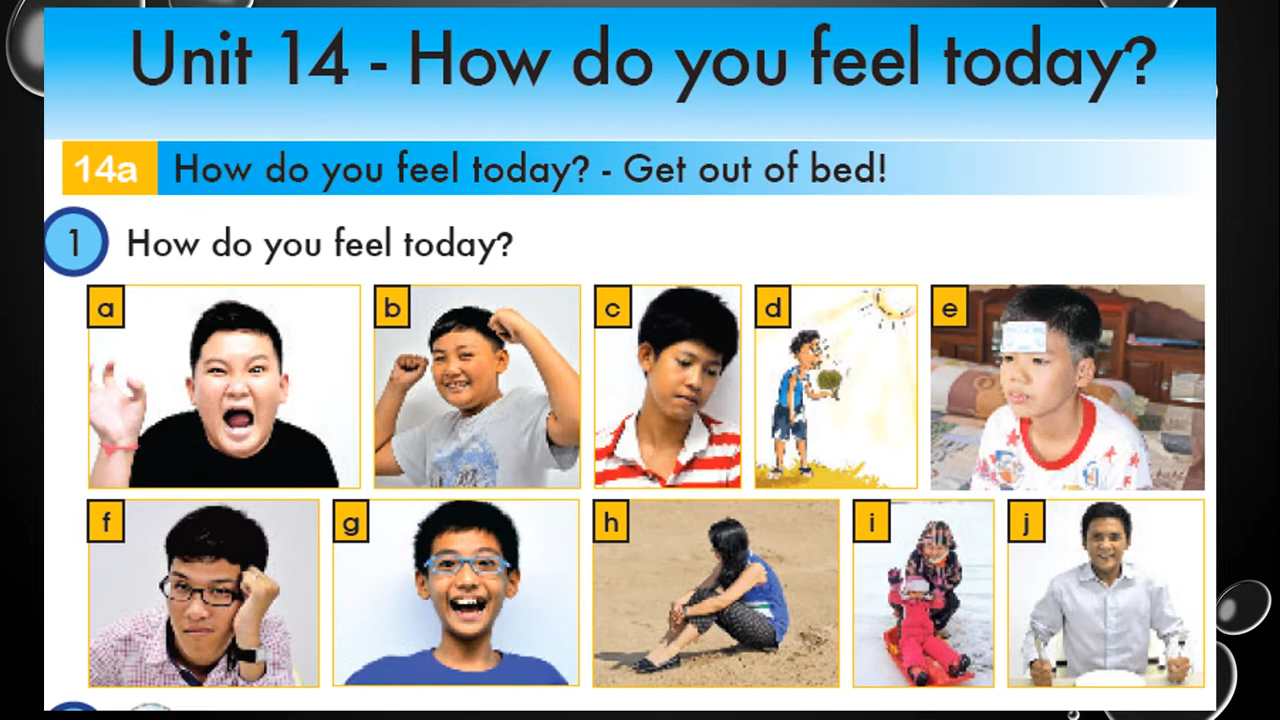 Unit 14 - How do you feel today?
14a How do you feel today? - Get out of bed!
1 How do you feel today?
a b c d e
f g h i j